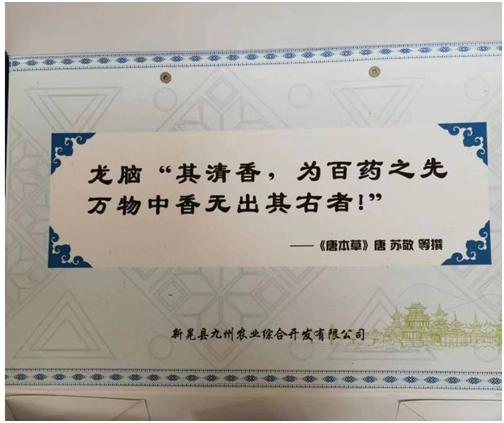 龙脑“其清香，为百药之先
万物中香无出其右者!”
——《唐本草》唐 苏敬 等撰
新晃县九州农业综合开发有限公司